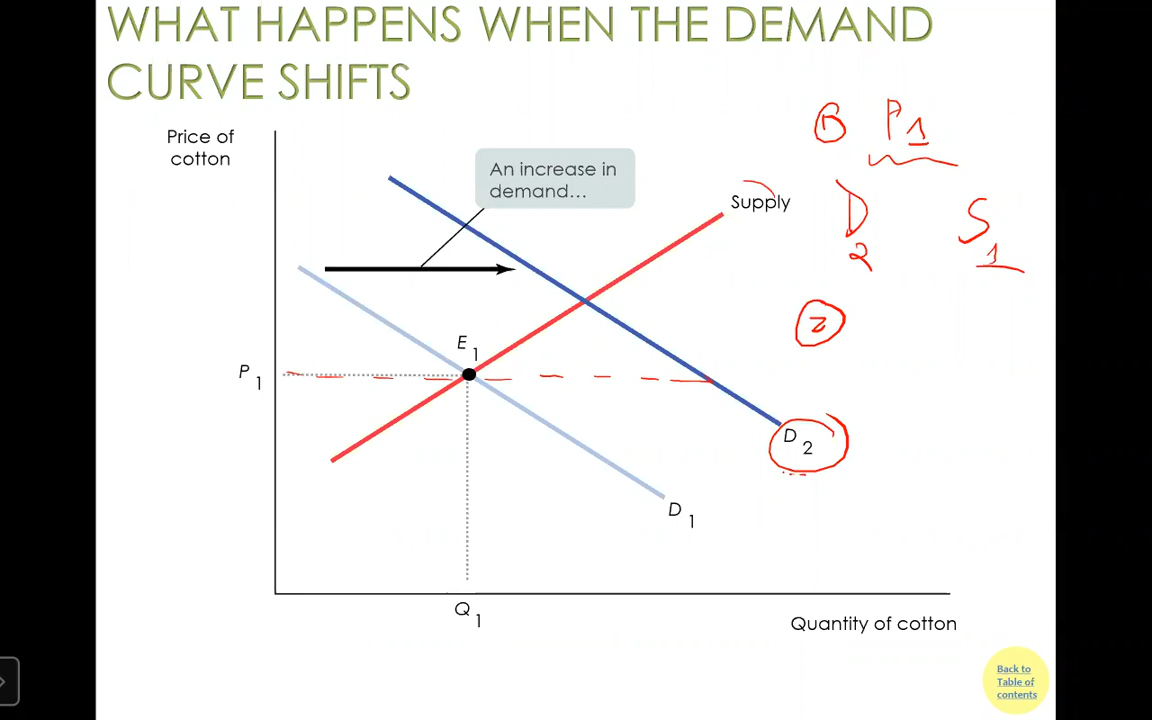 WHAT HAPPENS WHEN THE DEMAND
CURVE SHIFTS
Price of
cotton
An increase in
demand…
Supply
P1
D2
S1
2
E1
P1
D2
D1
Q1
Quantity of cotton
Back to
Table of
contents